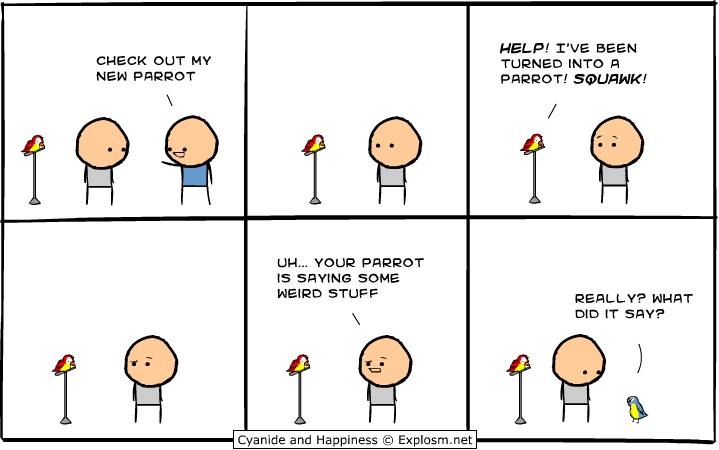 CHECK OUT MY
NEW PARROT
HELP! I'VE BEEN
TURNED INTO A
PARROT! SQUAWK!
UH... YOUR PARROT
IS SAYING SOME
WEIRD STUFF
REALLY? WHAT
DID IT SAY?
Cyanide and Happiness © Explosm.net